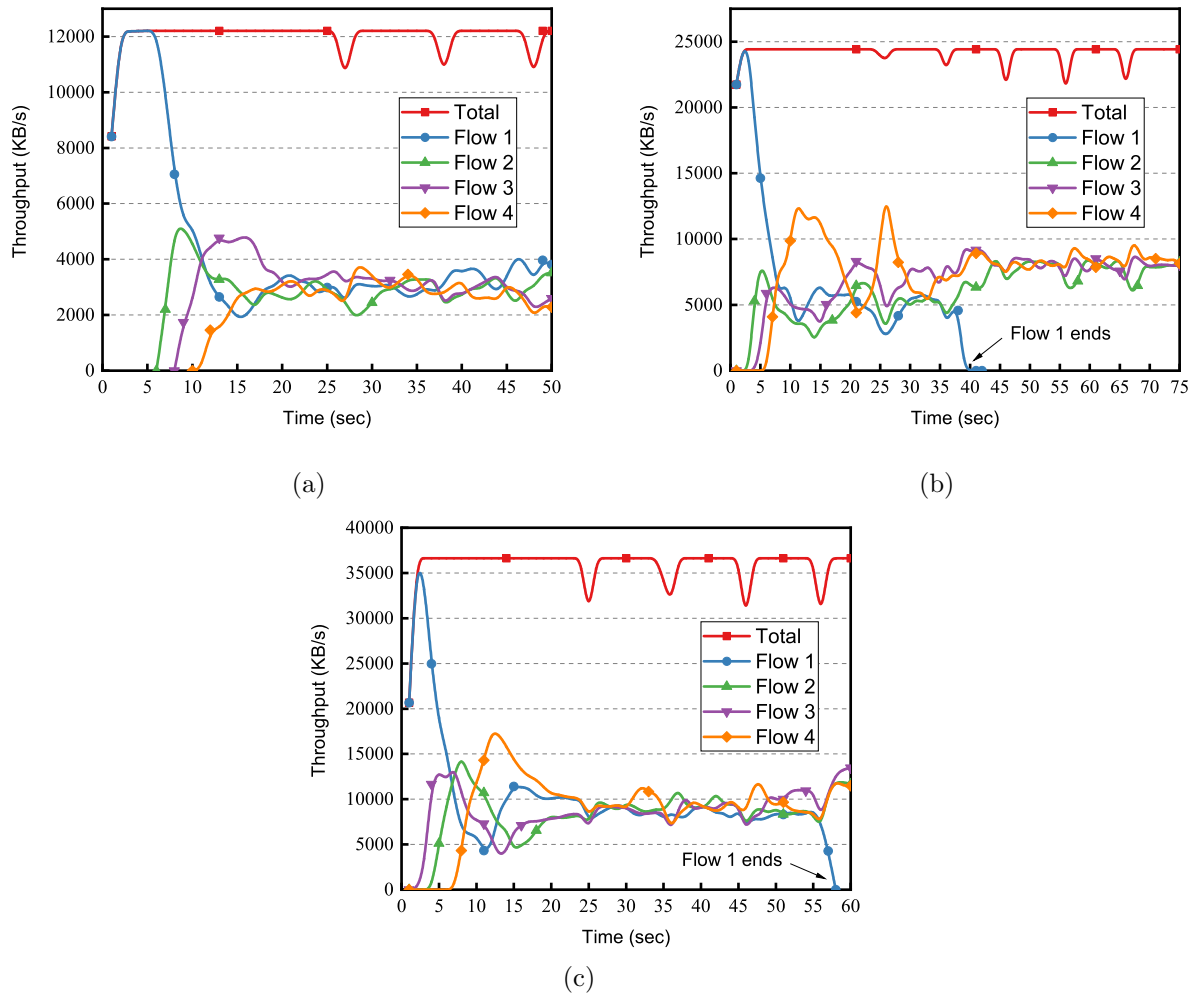 12000
10000
8000
6000
4000
2000
0
Throughput (KB/s)
Total
Flow 1
Flow 2
Flow 3
Flow 4
0 5 10 15 20 25 30 35 40 45 50
Time (sec)
(a)
25000
20000
15000
10000
5000
0
Throughput (KB/s)
Total
Flow 1
Flow 2
Flow 3
Flow 4
Flow 1 ends
0 5 10 15 20 25 30 35 40 45 50 55 60 65 70 75
Time (sec)
(b)
40000
35000
30000
25000
20000
15000
10000
5000
0
Throughput (KB/s)
Total
Flow 1
Flow 2
Flow 3
Flow 4
Flow 1 ends
0 5 10 15 20 25 30 35 40 45 50 55 60
Time (sec)
(c)